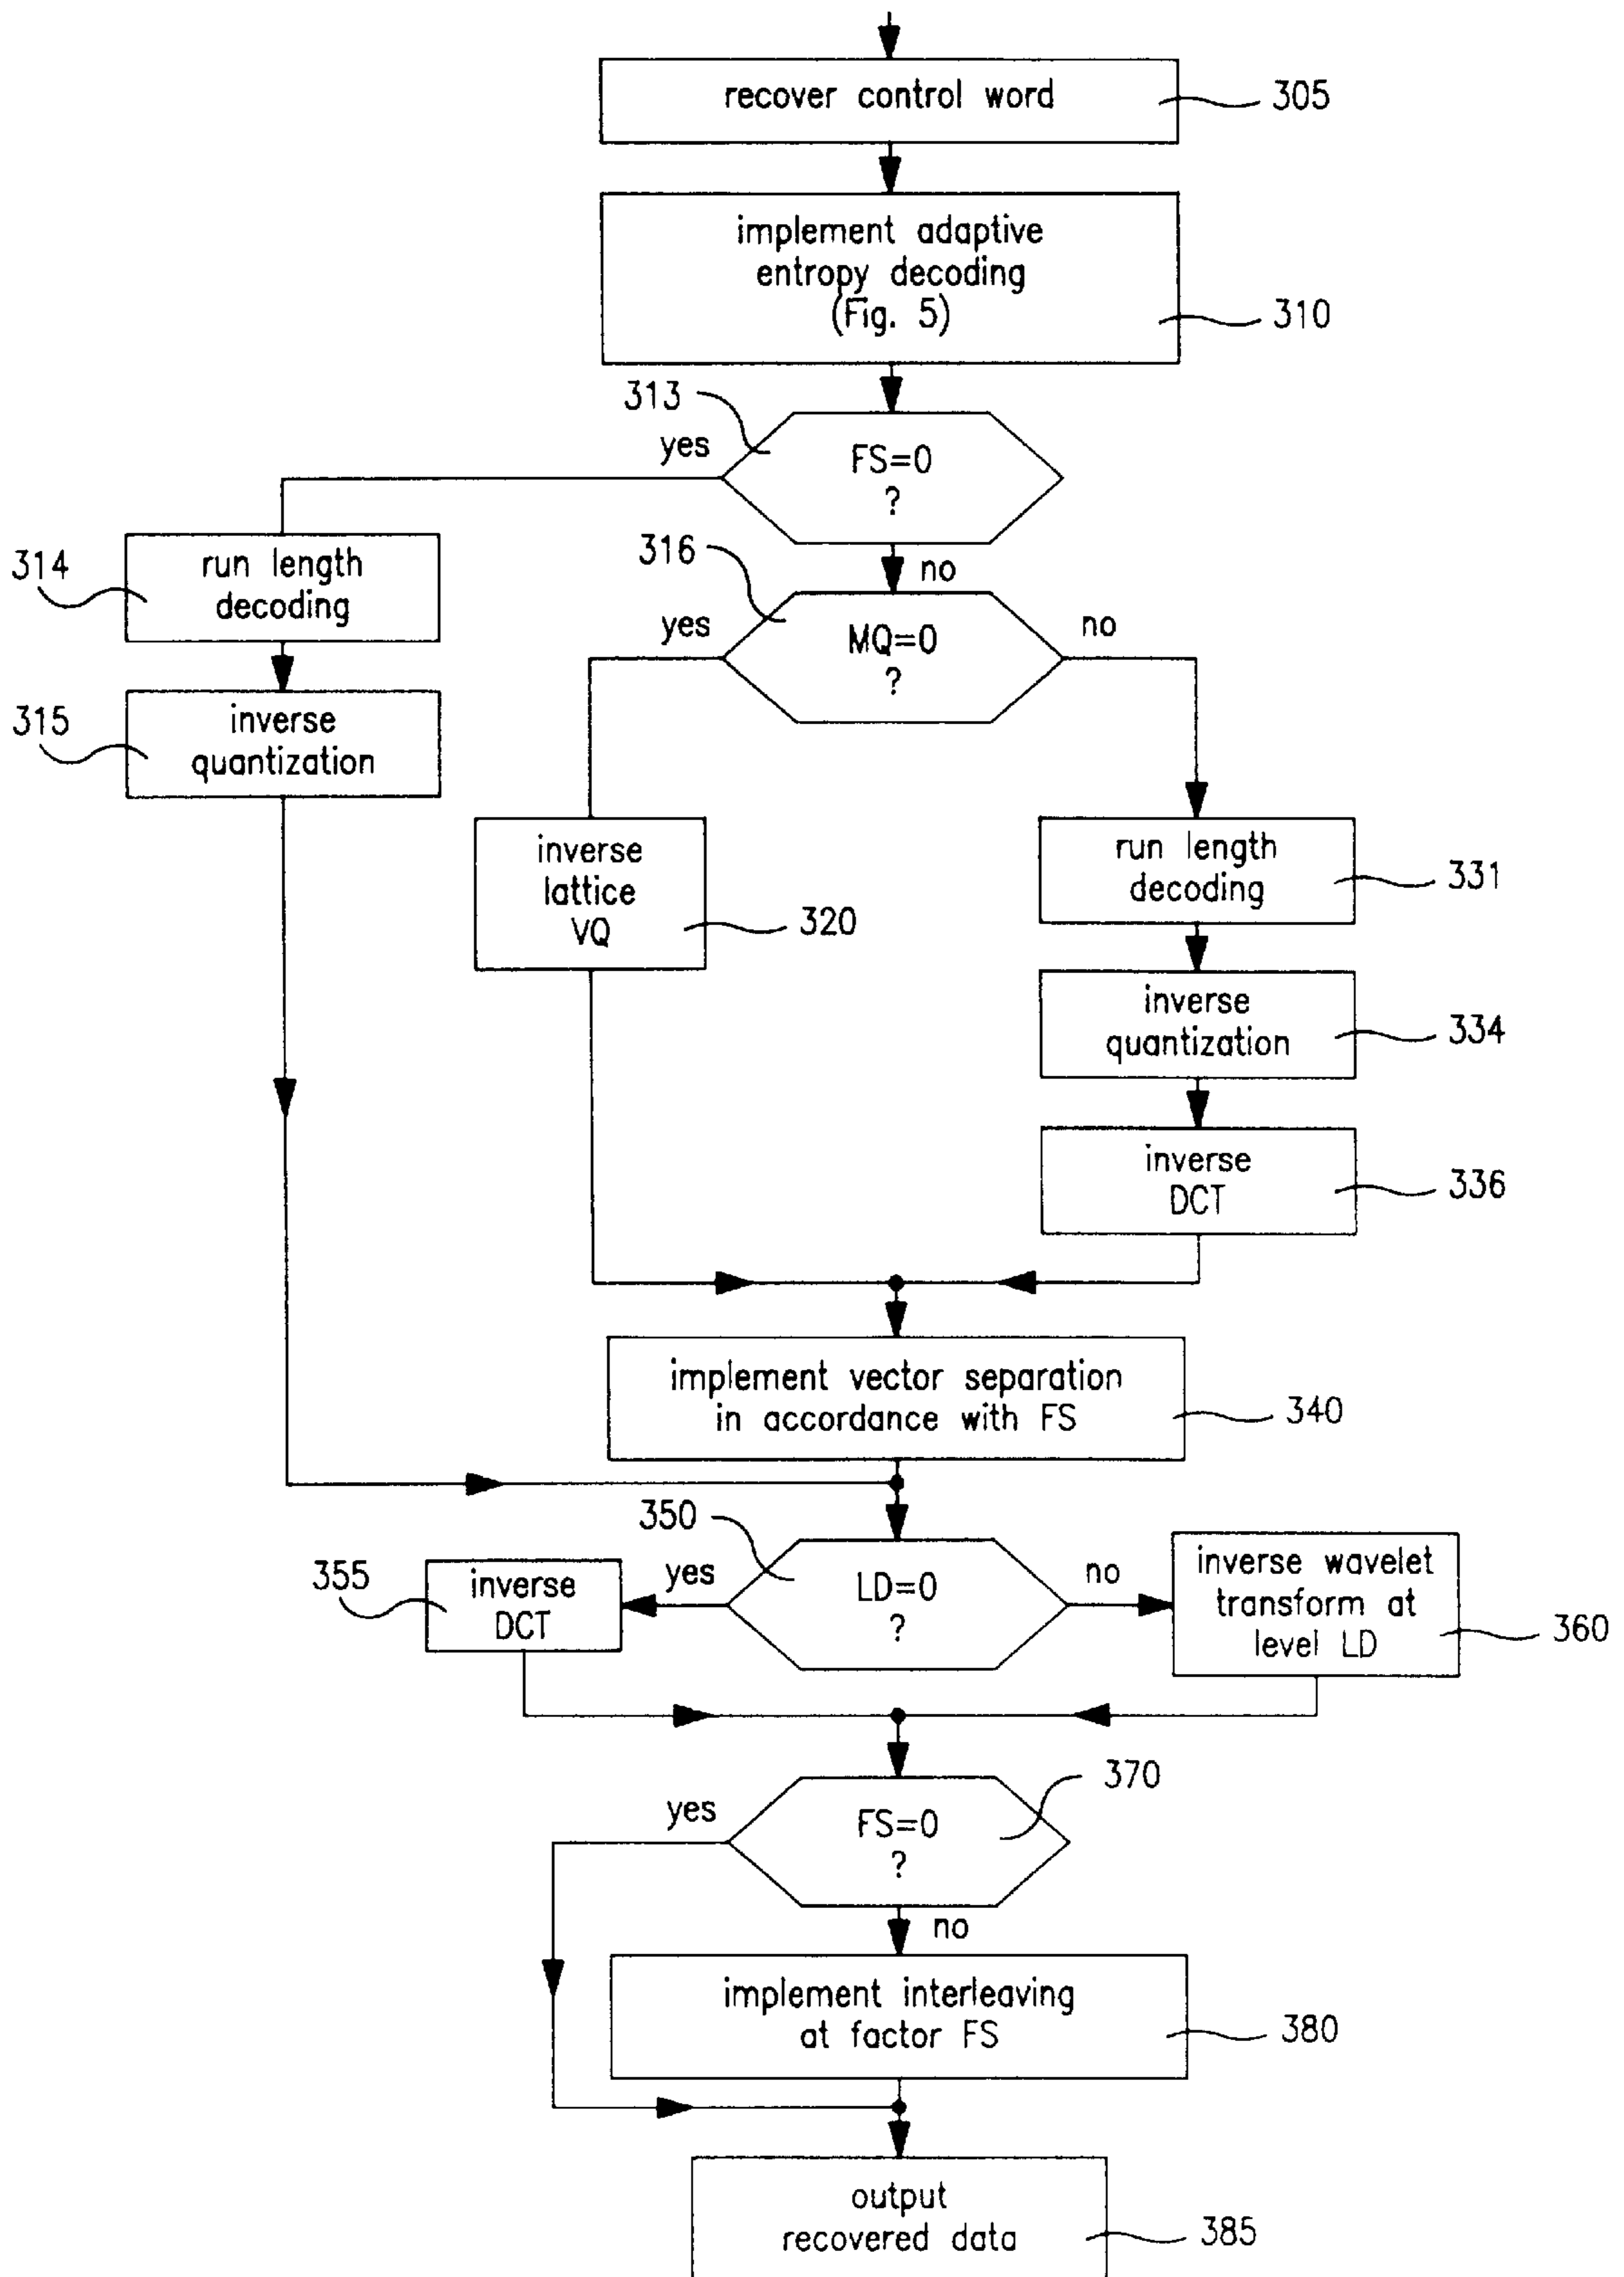 recover control word
305
implement adaptive
entropy decoding
(Fig. 5)
310
313
yes
FS=0
?
no
314
run length
decoding
316
yes
MQ=0
?
no
315
inverse
quantization
inverse
lattice
VQ
320
run length
decoding
331
inverse
quantization
334
inverse
DCT
336
implement vector separation
in accordance with FS
340
350
355
inverse
DCT
yes
LD=0
?
no
inverse wavelet
transform at
level LD
360
370
yes
FS=0
?
no
implement interleaving
at factor FS
380
output
recovered data
385